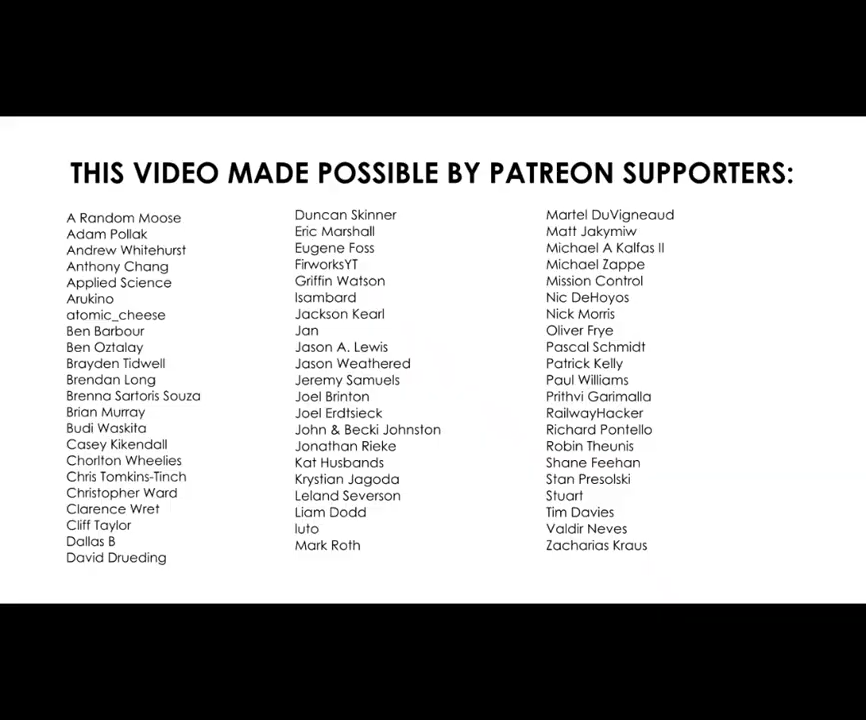 THIS VIDEO MADE POSSIBLE BY PATREON SUPPORTERS:
A Random Moose
Adam Pollak
Andrew Whitehurst
Anthony Chang
Applied Science
Arukino
atomic_cheese
Ben Barbour
Ben Oztalay
Brayden Tidwell
Brendan Long
Brenna Sartoris Souza
Brian Murray
Budi Waskita
Casey Kikendall
Chorlton Wheelies
Chris Tomkins-Tinch
Christopher Ward
Clarence Wret
Cliff Taylor
Dallas B
David Drueding
Duncan Skinner
Eric Marshall
Eugene Foss
FirworksYT
Griffin Watson
Isambard
Jackson Kearl
Jan
Jason A. Lewis
Jason Weathered
Jeremy Samuels
Joel Brinton
Joel Erdtsieck
John & Becki Johnston
Jonathan Rieke
Kat Husbands
Krystian Jagoda
Leland Severson
Liam Dodd
luto
Mark Roth
Martel DuVigneaud
Matt Jakymiw
Michael A Kalfas II
Michael Zappe
Mission Control
Nic DeHoyos
Nick Morris
Oliver Frye
Pascal Schmidt
Patrick Kelly
Paul Williams
Prithvi Garimalla
RailwayHacker
Richard Pontello
Robin Theunis
Shane Feehan
Stan Presolski
Stuart
Tim Davies
Valdir Neves
Zacharias Kraus